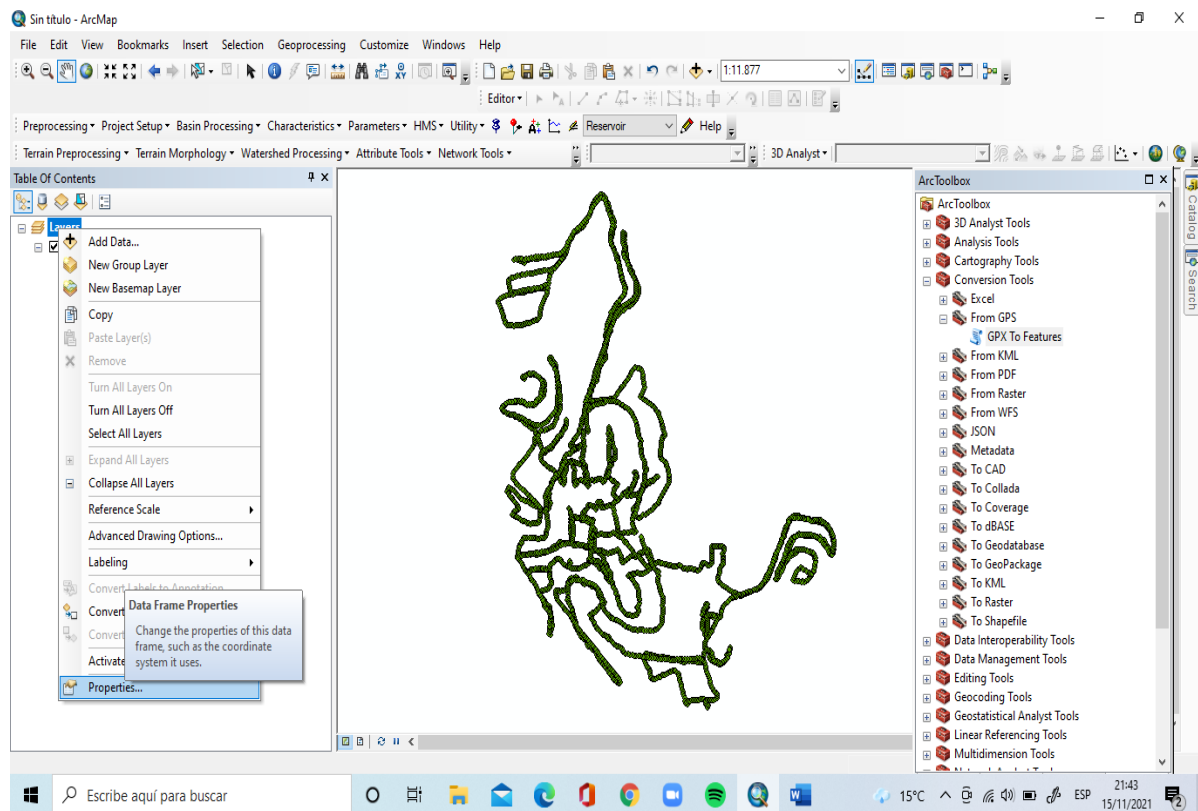 Sin título - ArcMap
File Edit View Bookmarks Insert Selection Geoprocessing Customize Windows Help
1:11.877
Editor
Preprocessing Project Setup Basin Processing Characteristics Parameters HMS Utility Reservoir Help
Terrain Preprocessing Terrain Morphology Watershed Processing Attribute Tools Network Tools 3D Analyst
Table Of Contents
Layers
Add Data...
New Group Layer
New Basemap Layer
Copy
Paste Layer(s)
Remove
Turn All Layers On
Turn All Layers Off
Select All Layers
Expand All Layers
Collapse All Layers
Reference Scale
Advanced Drawing Options...
Labeling
Convert Labels to Annotation
Convert
Convert
Activate
Properties...
Data Frame Properties
Change the properties of this data
frame, such as the coordinate
system it uses.
ArcToolbox
ArcToolbox
3D Analyst Tools
Analysis Tools
Cartography Tools
Conversion Tools
Excel
From GPS
GPX To Features
From KML
From PDF
From Raster
From WFS
JSON
Metadata
To CAD
To Collada
To Coverage
To dBASE
To Geodatabase
To GeoPackage
To KML
To Raster
To Shapefile
Data Interoperability Tools
Data Management Tools
Editing Tools
Geocoding Tools
Geostatistical Analyst Tools
Linear Referencing Tools
Multidimension Tools
Catalog
Search
Escribe aquí para buscar
15°C
ESP
21:43
15/11/2021
2